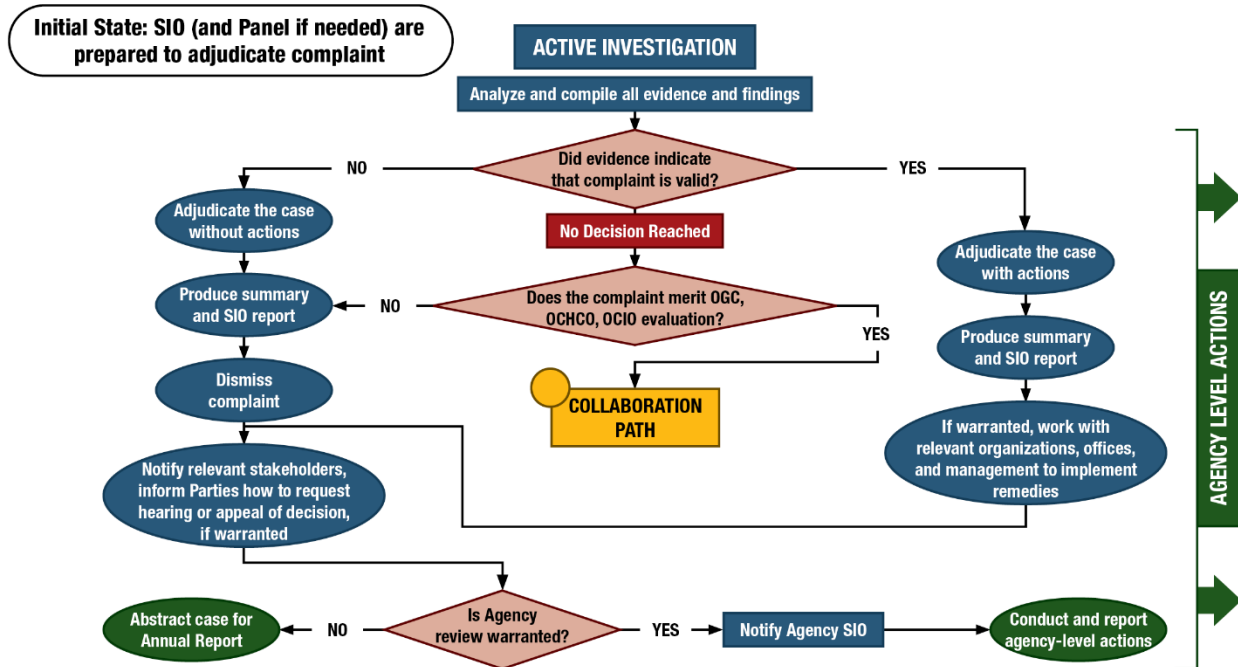 Initial State: SIO (and Panel if needed) are
prepared to adjudicate complaint
ACTIVE INVESTIGATION
Analyze and compile all evidence and findings
Did evidence indicate
that complaint is valid?
NO
YES
Adjudicate the case
without actions
No Decision Reached
Adjudicate the case
with actions
Produce summary
and SIO report
NO
Does the complaint merit OGC,
OCHCO, OCIO evaluation?
YES
Produce summary
and SIO report
Dismiss
complaint
COLLABORATION
PATH
If warranted, work with
relevant organizations, offices,
and management to implement
remedies
Notify relevant stakeholders,
inform Parties how to request
hearing or appeal of decision,
if warranted
AGENCY LEVEL ACTIONS
Abstract case for
Annual Report
NO
Is Agency
review warranted?
YES
Notify Agency SIO
Conduct and report
agency-level actions